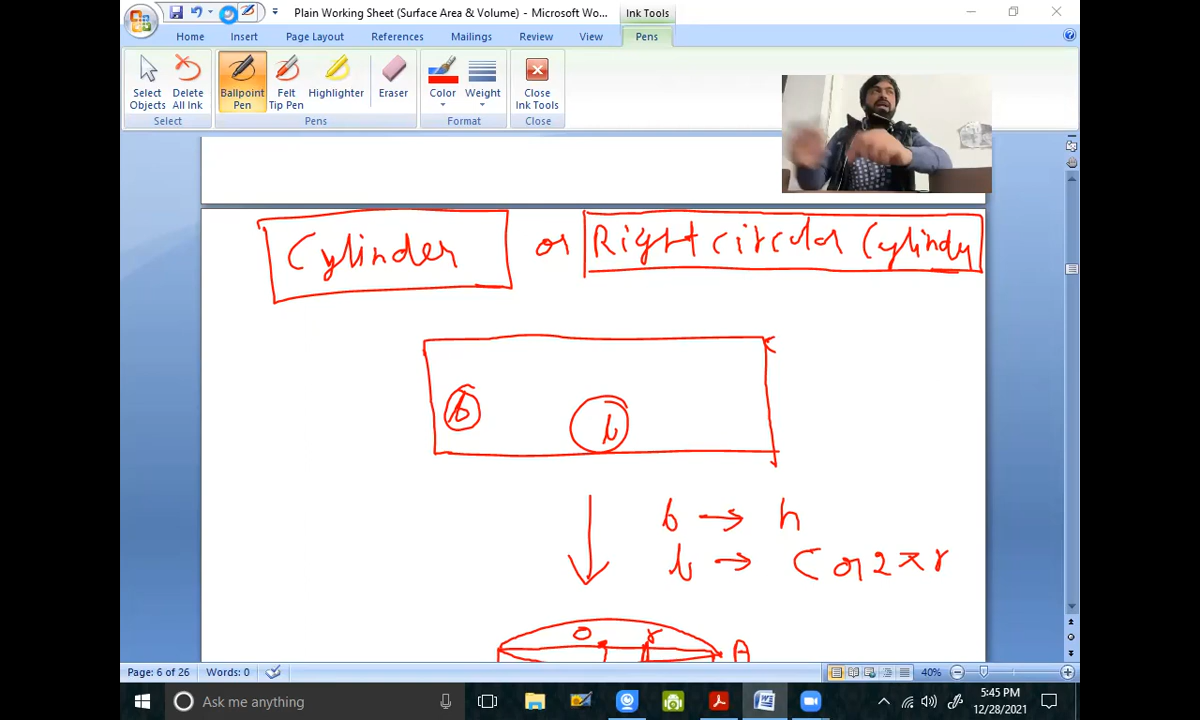 Plain Working Sheet (Surface Area & Volume) - Microsoft Wo...
Ink Tools
Home Insert Page Layout References Mailings Review View Pens
Select Objects
Delete All Ink
Ballpoint Pen
Felt Tip Pen
Highlighter
Eraser
Color
Weight
Close Ink Tools
Select Pens Format Close
Cylinder or Right circular Cylinder
b
l
b → h
l → C or 2πr
O r A
Page: 6 of 26 Words: 0 40%
Ask me anything
5:45 PM
12/28/2021